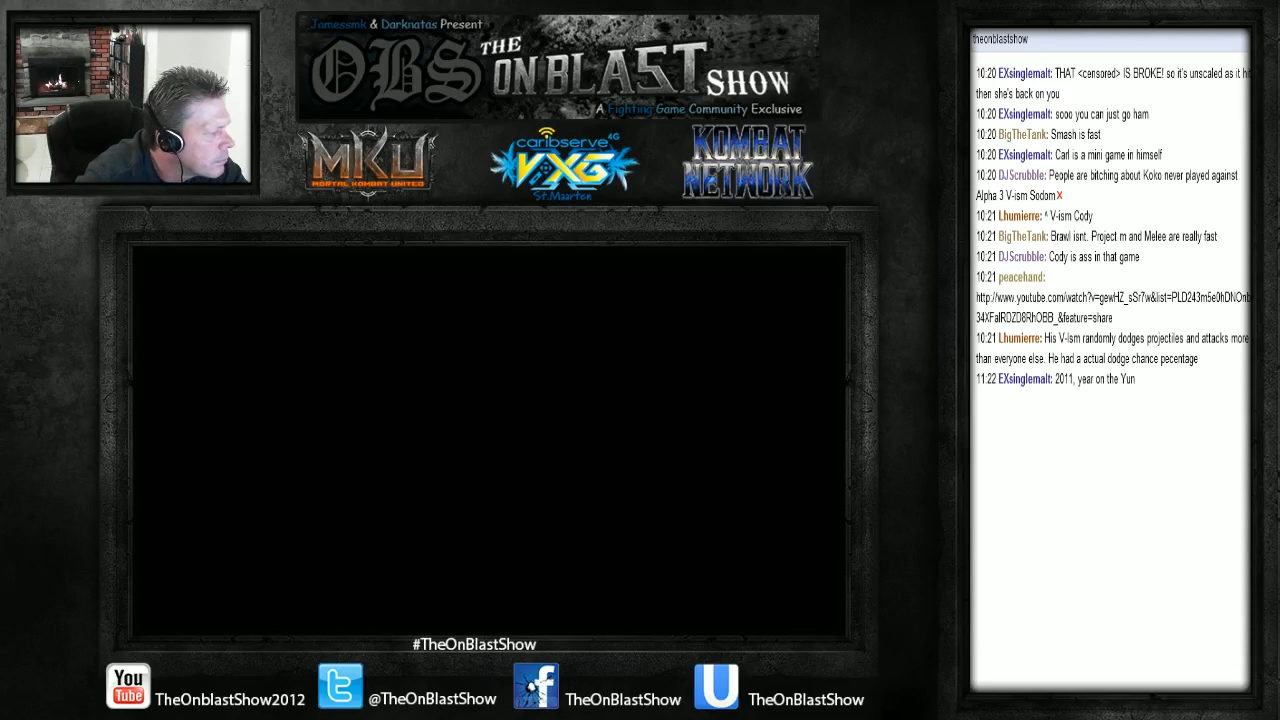 Jamessmk & Darknatas Present
OBS THE ON BLAST SHOW
A Fighting Game Community Exclusive
MKU
MORTAL KOMBAT UNITED
caribserve 4G
VXG
St.Maarten
KOMBAT
NETWORK
theonblastshow
10:20 EXsinglemalt: THAT <censored> IS BROKE! so it's unscaled as it hi
then she's back on you
10:20 EXsinglemalt: sooo you can just go ham
10:20 BigTheTank: Smash is fast
10:20 EXsinglemalt: Carl is a mini game in himself
10:20 DJScrubble: People are bitching about Koko never played against
Alpha 3 V-ism Sodom
10:21 Lhumierre: ^ V-ism Cody
10:21 BigTheTank: Brawl isnt. Project m and Melee are really fast
10:21 DJScrubble: Cody is ass in that game
10:21 peacehand:
http://www.youtube.com/watch?v=gewHZ_sSr7w&list=PLD243m5e0hDNOnb
34XFalRDZD8RhOBB_&feature=share
10:21 Lhumierre: His V-Ism randomly dodges projectiles and attacks more
than everyone else. He had a actual dodge chance pecentage
11:22 EXsinglemalt: 2011, year on the Yun
#TheOnBlastShow
You Tube TheOnblastShow2012
@TheOnBlastShow
TheOnBlastShow
TheOnBlastShow